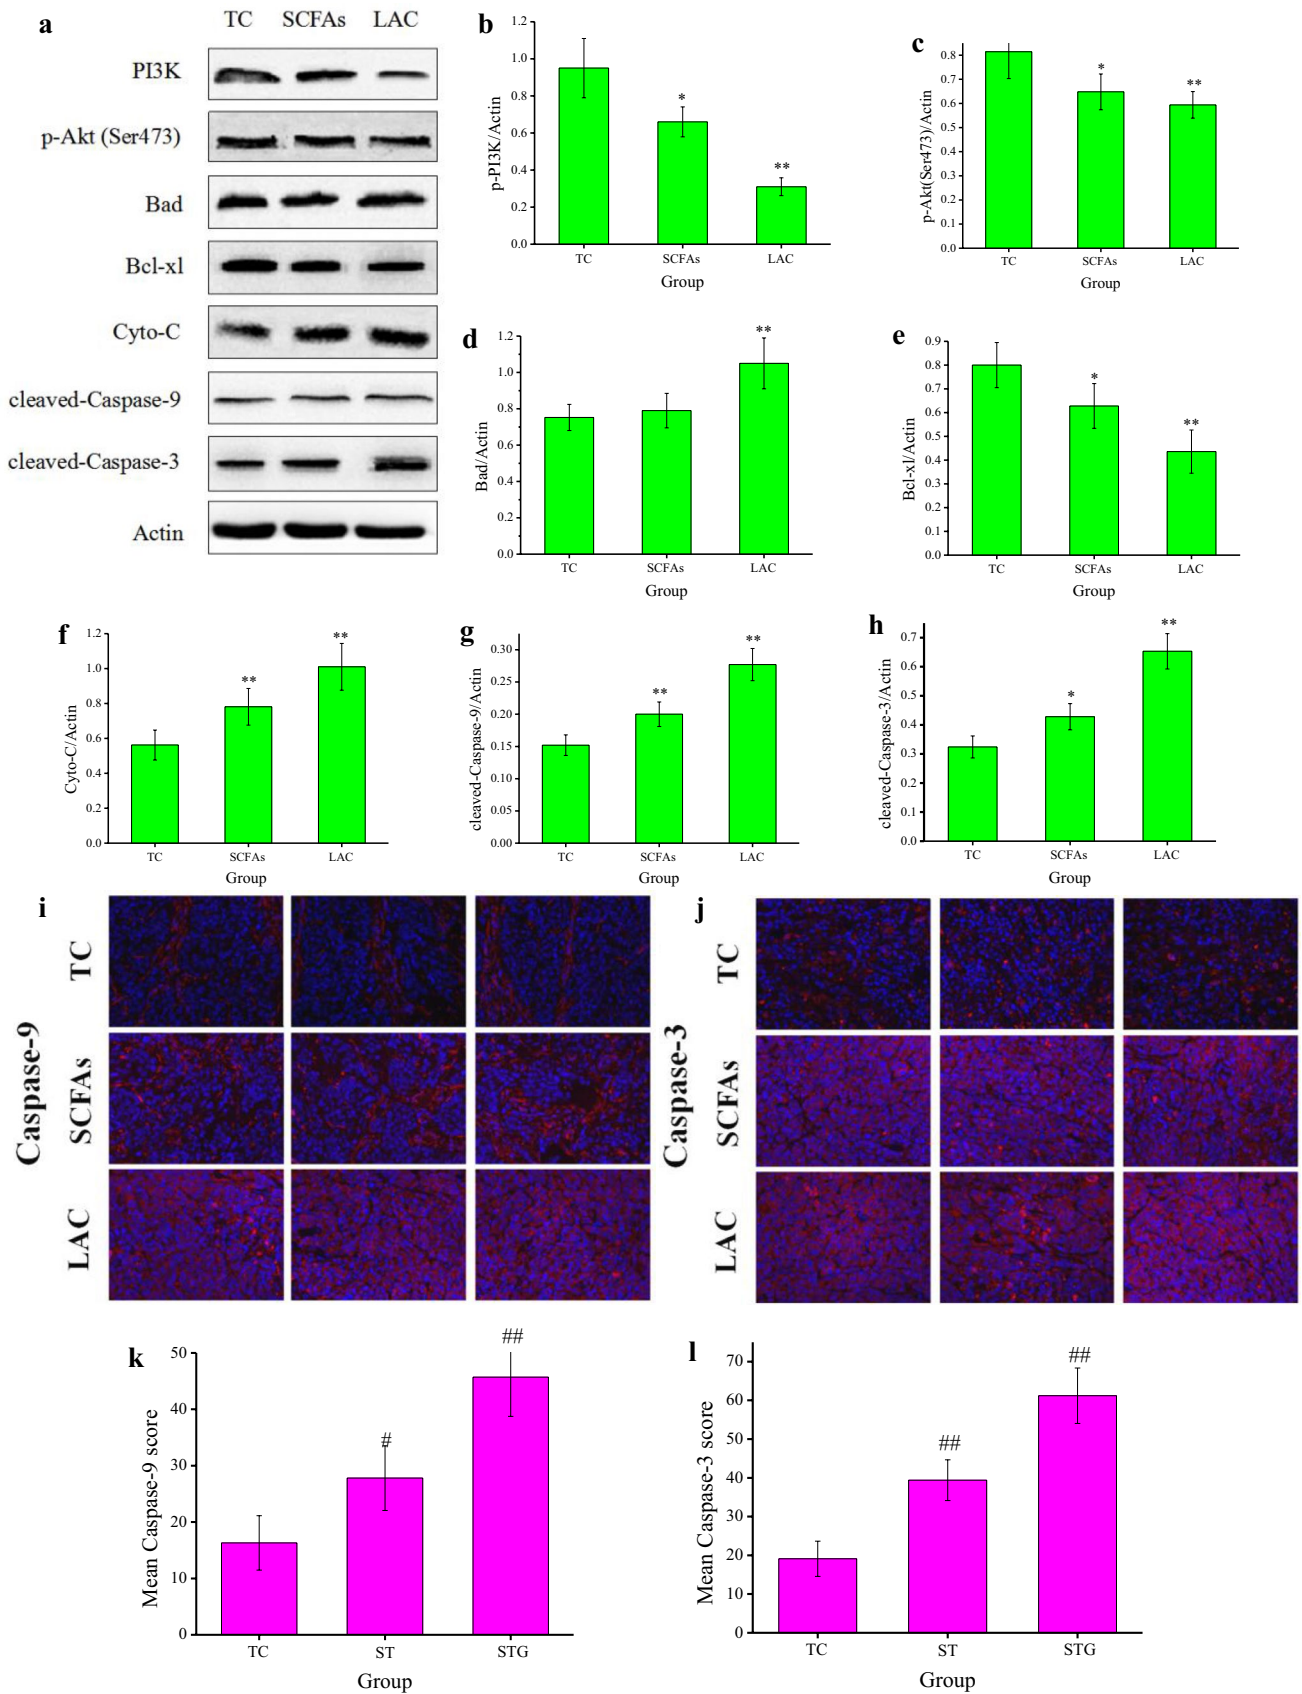 a
TC SCFAs LAC
PI3K
p-Akt (Ser473)
Bad
Bcl-xl
Cyto-C
cleaved-Caspase-9
cleaved-Caspase-3
Actin
b
p-PI3K/Actin
1.2
1.0
0.8
0.6
0.4
0.2
0.0
*
**
TC SCFAs LAC
Group
c
p-Akt(Ser473)/Actin
0.8
0.7
0.6
0.5
0.4
0.3
0.2
0.1
0.0
*
**
TC SCFAs LAC
Group
d
Bad/Actin
1.2
1.0
0.8
0.6
0.4
0.2
0.0
**
TC SCFAs LAC
Group
e
Bcl-xl/Actin
0.9
0.8
0.7
0.6
0.5
0.4
0.3
0.2
0.1
0.0
*
**
TC SCFAs LAC
Group
f
Cyto-C/Actin
1.2
1.0
0.8
0.6
0.4
0.2
0.0
**
**
TC SCFAs LAC
Group
g
cleaved-Caspase-9/Actin
0.30
0.25
0.20
0.15
0.10
0.05
0.00
**
**
TC SCFAs LAC
Group
h
cleaved-Caspase-3/Actin
0.7
0.6
0.5
0.4
0.3
0.2
0.1
0.0
*
**
TC SCFAs LAC
Group
i
Caspase-9
TC
SCFAs
LAC
j
Caspase-3
TC
SCFAs
LAC
k
Mean Caspase-9 score
50
40
30
20
10
0
#
##
TC ST STG
Group
l
Mean Caspase-3 score
70
60
50
40
30
20
10
0
##
##
TC ST STG
Group